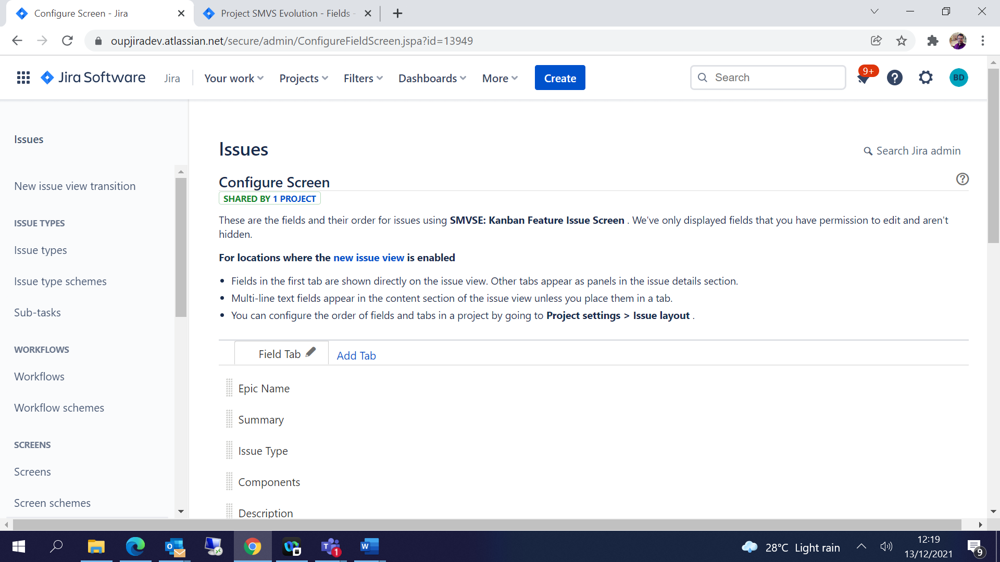 Configure Screen - Jira
Project SMVS Evolution - Fields -
oupjiradev.atlassian.net/secure/admin/ConfigureFieldScreen.jspa?id=13949
Jira Software
Jira
Your work
Projects
Filters
Dashboards
More
Create
Search
9+
BD
Issues
New issue view transition
ISSUE TYPES
Issue types
Issue type schemes
Sub-tasks
WORKFLOWS
Workflows
Workflow schemes
SCREENS
Screens
Screen schemes
Issues
Search Jira admin
Configure Screen
SHARED BY 1 PROJECT
These are the fields and their order for issues using SMVSE: Kanban Feature Issue Screen . We've only displayed fields that you have permission to edit and aren't
hidden.
For locations where the new issue view is enabled
• Fields in the first tab are shown directly on the issue view. Other tabs appear as panels in the issue details section.
• Multi-line text fields appear in the content section of the issue view unless you place them in a tab.
• You can configure the order of fields and tabs in a project by going to Project settings > Issue layout .
Field Tab
Add Tab
Epic Name
Summary
Issue Type
Components
Description
28°C Light rain
12:19
13/12/2021
9
1